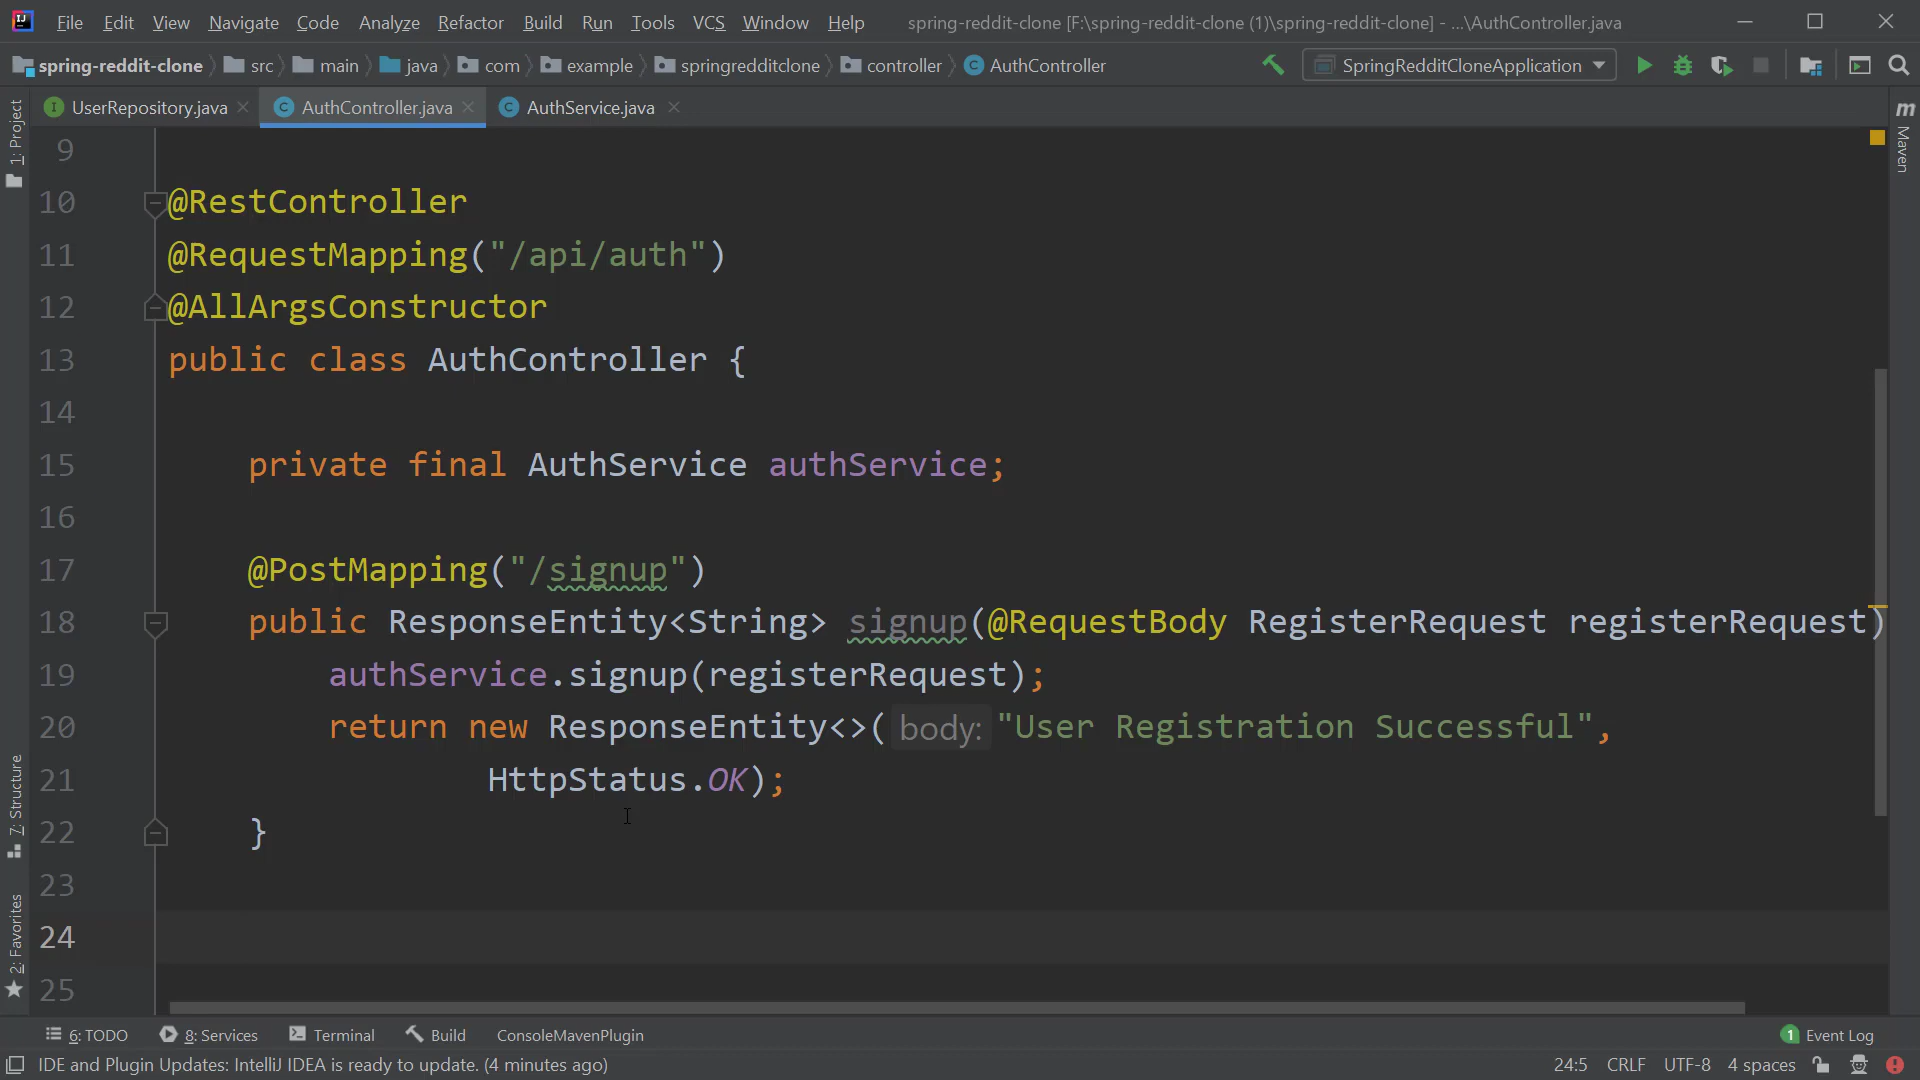 File Edit View Navigate Code Analyze Refactor Build Run Tools VCS Window Help spring-reddit-clone [F:\spring-reddit-clone (1)\spring-reddit-clone] - ...\AuthController.java
spring-reddit-clone src main java com example springredditclone controller AuthController SpringRedditCloneApplication
UserRepository.java AuthController.java AuthService.java
1: Project
Maven
9
10 @RestController
11 @RequestMapping("/api/auth")
12 @AllArgsConstructor
13 public class AuthController {
14
15 private final AuthService authService;
16
17 @PostMapping("/signup")
18 public ResponseEntity<String> signup(@RequestBody RegisterRequest registerRequest)
19 authService.signup(registerRequest);
20 return new ResponseEntity<>( body: "User Registration Successful",
21 HttpStatus.OK);
22 }
23
24
25
7: Structure
2: Favorites
6: TODO 8: Services Terminal Build ConsoleMavenPlugin 1 Event Log
IDE and Plugin Updates: IntelliJ IDEA is ready to update. (4 minutes ago) 24:5 CRLF UTF-8 4 spaces